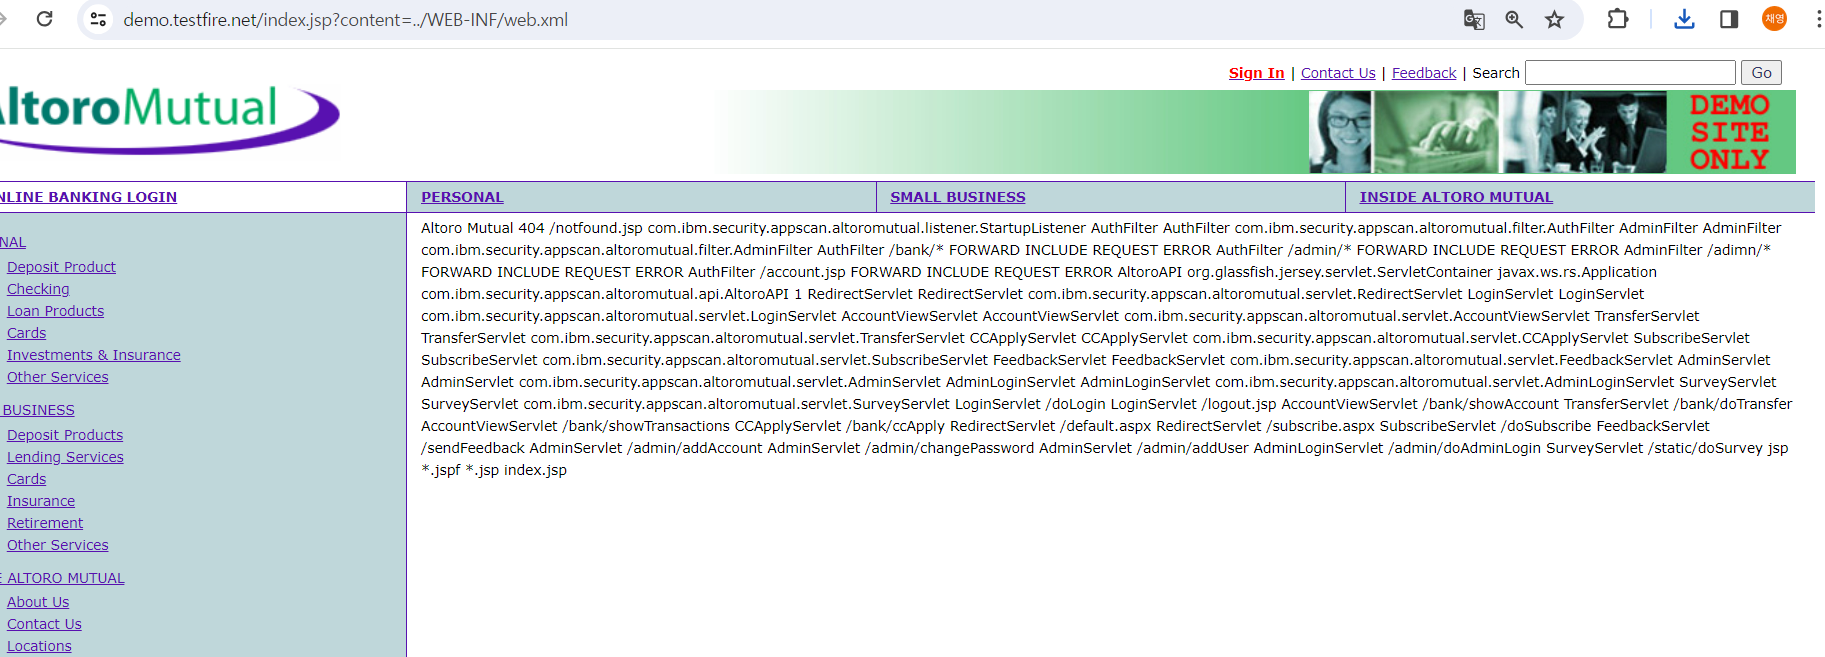 demo.testfire.net/index.jsp?content=../WEB-INF/web.xml
채영
Sign In | Contact Us | Feedback | Search Go
ltoroMutual
DEMO
SITE
ONLY
NLINE BANKING LOGIN
PERSONAL
SMALL BUSINESS
INSIDE ALTORO MUTUAL
NAL
Deposit Product
Checking
Loan Products
Cards
Investments & Insurance
Other Services
BUSINESS
Deposit Products
Lending Services
Cards
Insurance
Retirement
Other Services
E ALTORO MUTUAL
About Us
Contact Us
Locations
Altoro Mutual 404 /notfound.jsp com.ibm.security.appscan.altoromutual.listener.StartupListener AuthFilter AuthFilter com.ibm.security.appscan.altoromutual.filter.AuthFilter AdminFilter AdminFilter
com.ibm.security.appscan.altoromutual.filter.AdminFilter AuthFilter /bank/* FORWARD INCLUDE REQUEST ERROR AuthFilter /admin/* FORWARD INCLUDE REQUEST ERROR AdminFilter /adimn/*
FORWARD INCLUDE REQUEST ERROR AuthFilter /account.jsp FORWARD INCLUDE REQUEST ERROR AltoroAPI org.glassfish.jersey.servlet.ServletContainer javax.ws.rs.Application
com.ibm.security.appscan.altoromutual.api.AltoroAPI 1 RedirectServlet RedirectServlet com.ibm.security.appscan.altoromutual.servlet.RedirectServlet LoginServlet LoginServlet
com.ibm.security.appscan.altoromutual.servlet.LoginServlet AccountViewServlet AccountViewServlet com.ibm.security.appscan.altoromutual.servlet.AccountViewServlet TransferServlet
TransferServlet com.ibm.security.appscan.altoromutual.servlet.TransferServlet CCApplyServlet CCApplyServlet com.ibm.security.appscan.altoromutual.servlet.CCApplyServlet SubscribeServlet
SubscribeServlet com.ibm.security.appscan.altoromutual.servlet.SubscribeServlet FeedbackServlet FeedbackServlet com.ibm.security.appscan.altoromutual.servlet.FeedbackServlet AdminServlet
AdminServlet com.ibm.security.appscan.altoromutual.servlet.AdminServlet AdminLoginServlet AdminLoginServlet com.ibm.security.appscan.altoromutual.servlet.AdminLoginServlet SurveyServlet
SurveyServlet com.ibm.security.appscan.altoromutual.servlet.SurveyServlet LoginServlet /doLogin LoginServlet /logout.jsp AccountViewServlet /bank/showAccount TransferServlet /bank/doTransfer
AccountViewServlet /bank/showTransactions CCApplyServlet /bank/ccApply RedirectServlet /default.aspx RedirectServlet /subscribe.aspx SubscribeServlet /doSubscribe FeedbackServlet
/sendFeedback AdminServlet /admin/addAccount AdminServlet /admin/changePassword AdminServlet /admin/addUser AdminLoginServlet /admin/doAdminLogin SurveyServlet /static/doSurvey jsp
*.jspf *.jsp index.jsp